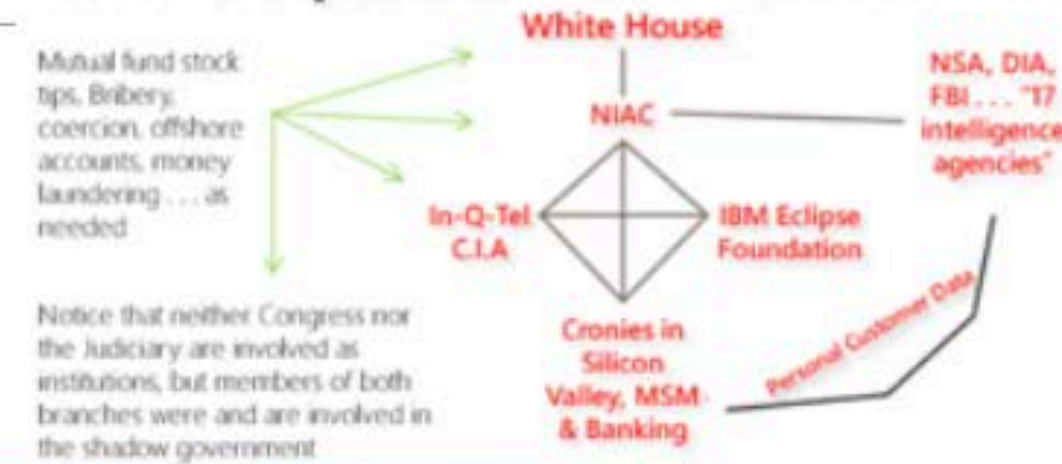 White House
Mutual fund stock
tips, Bribery,
coercion, offshore
accounts, money
laundering . . . as
needed
NIAC
NSA, DIA,
FBI . . . "17
intelligence
agencies"
In-Q-Tel
C.I.A
IBM Eclipse
Foundation
Personal Customer Data
Cronies in
Silicon
Valley, MSM
& Banking
Notice that neither Congress nor
the Judiciary are involved as
institutions, but members of both
branches were and are involved in
the shadow government